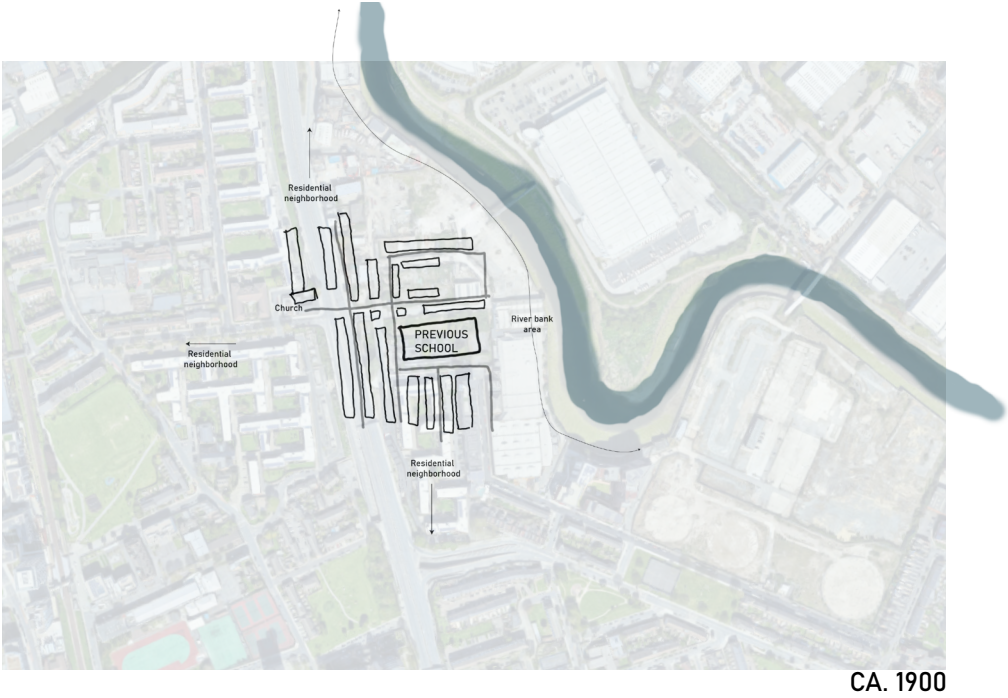 Residential
neighborhood
Church
River bank
area
PREVIOUS
SCHOOL
Residential
neighborhood
Residential
neighborhood
CA. 1900